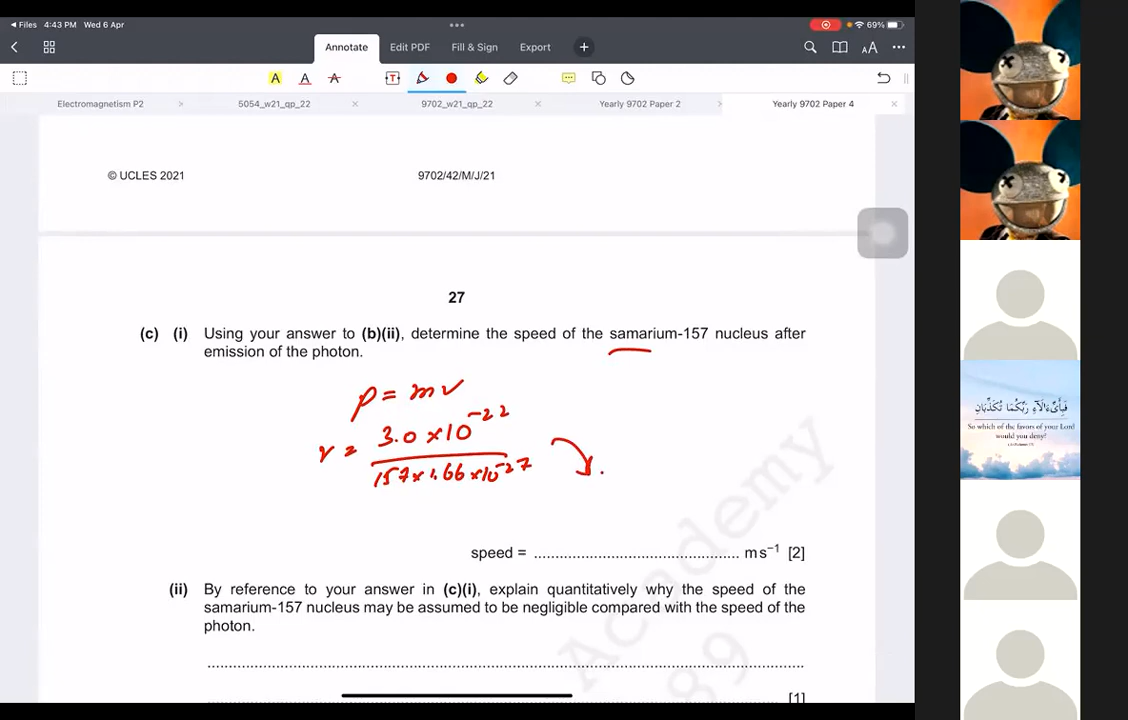 Files 4:43 PM Wed 6 Apr 69%
Annotate Edit PDF Fill & Sign Export
A A A T AA
Electromagnetism P2 5054_w21_qp_22 9702_w21_qp_22 Yearly 9702 Paper 2 Yearly 9702 Paper 4
© UCLES 2021 9702/42/M/J/21
27
(c) (i) Using your answer to (b)(ii), determine the speed of the samarium-157 nucleus after
emission of the photon.
p = mv
v = 3.0 × 10⁻²²
157 × 1.66 × 10⁻²⁷
speed = ................................................ m s⁻¹ [2]
(ii) By reference to your answer in (c)(i), explain quantitatively why the speed of the
samarium-157 nucleus may be assumed to be negligible compared with the speed of the
photon.
[1]
Academy
89
فَبِأَيِّ آلَاءِ رَبِّكُمَا تُكَذِّبَانِ
So which of the favors of your Lord
would you deny?